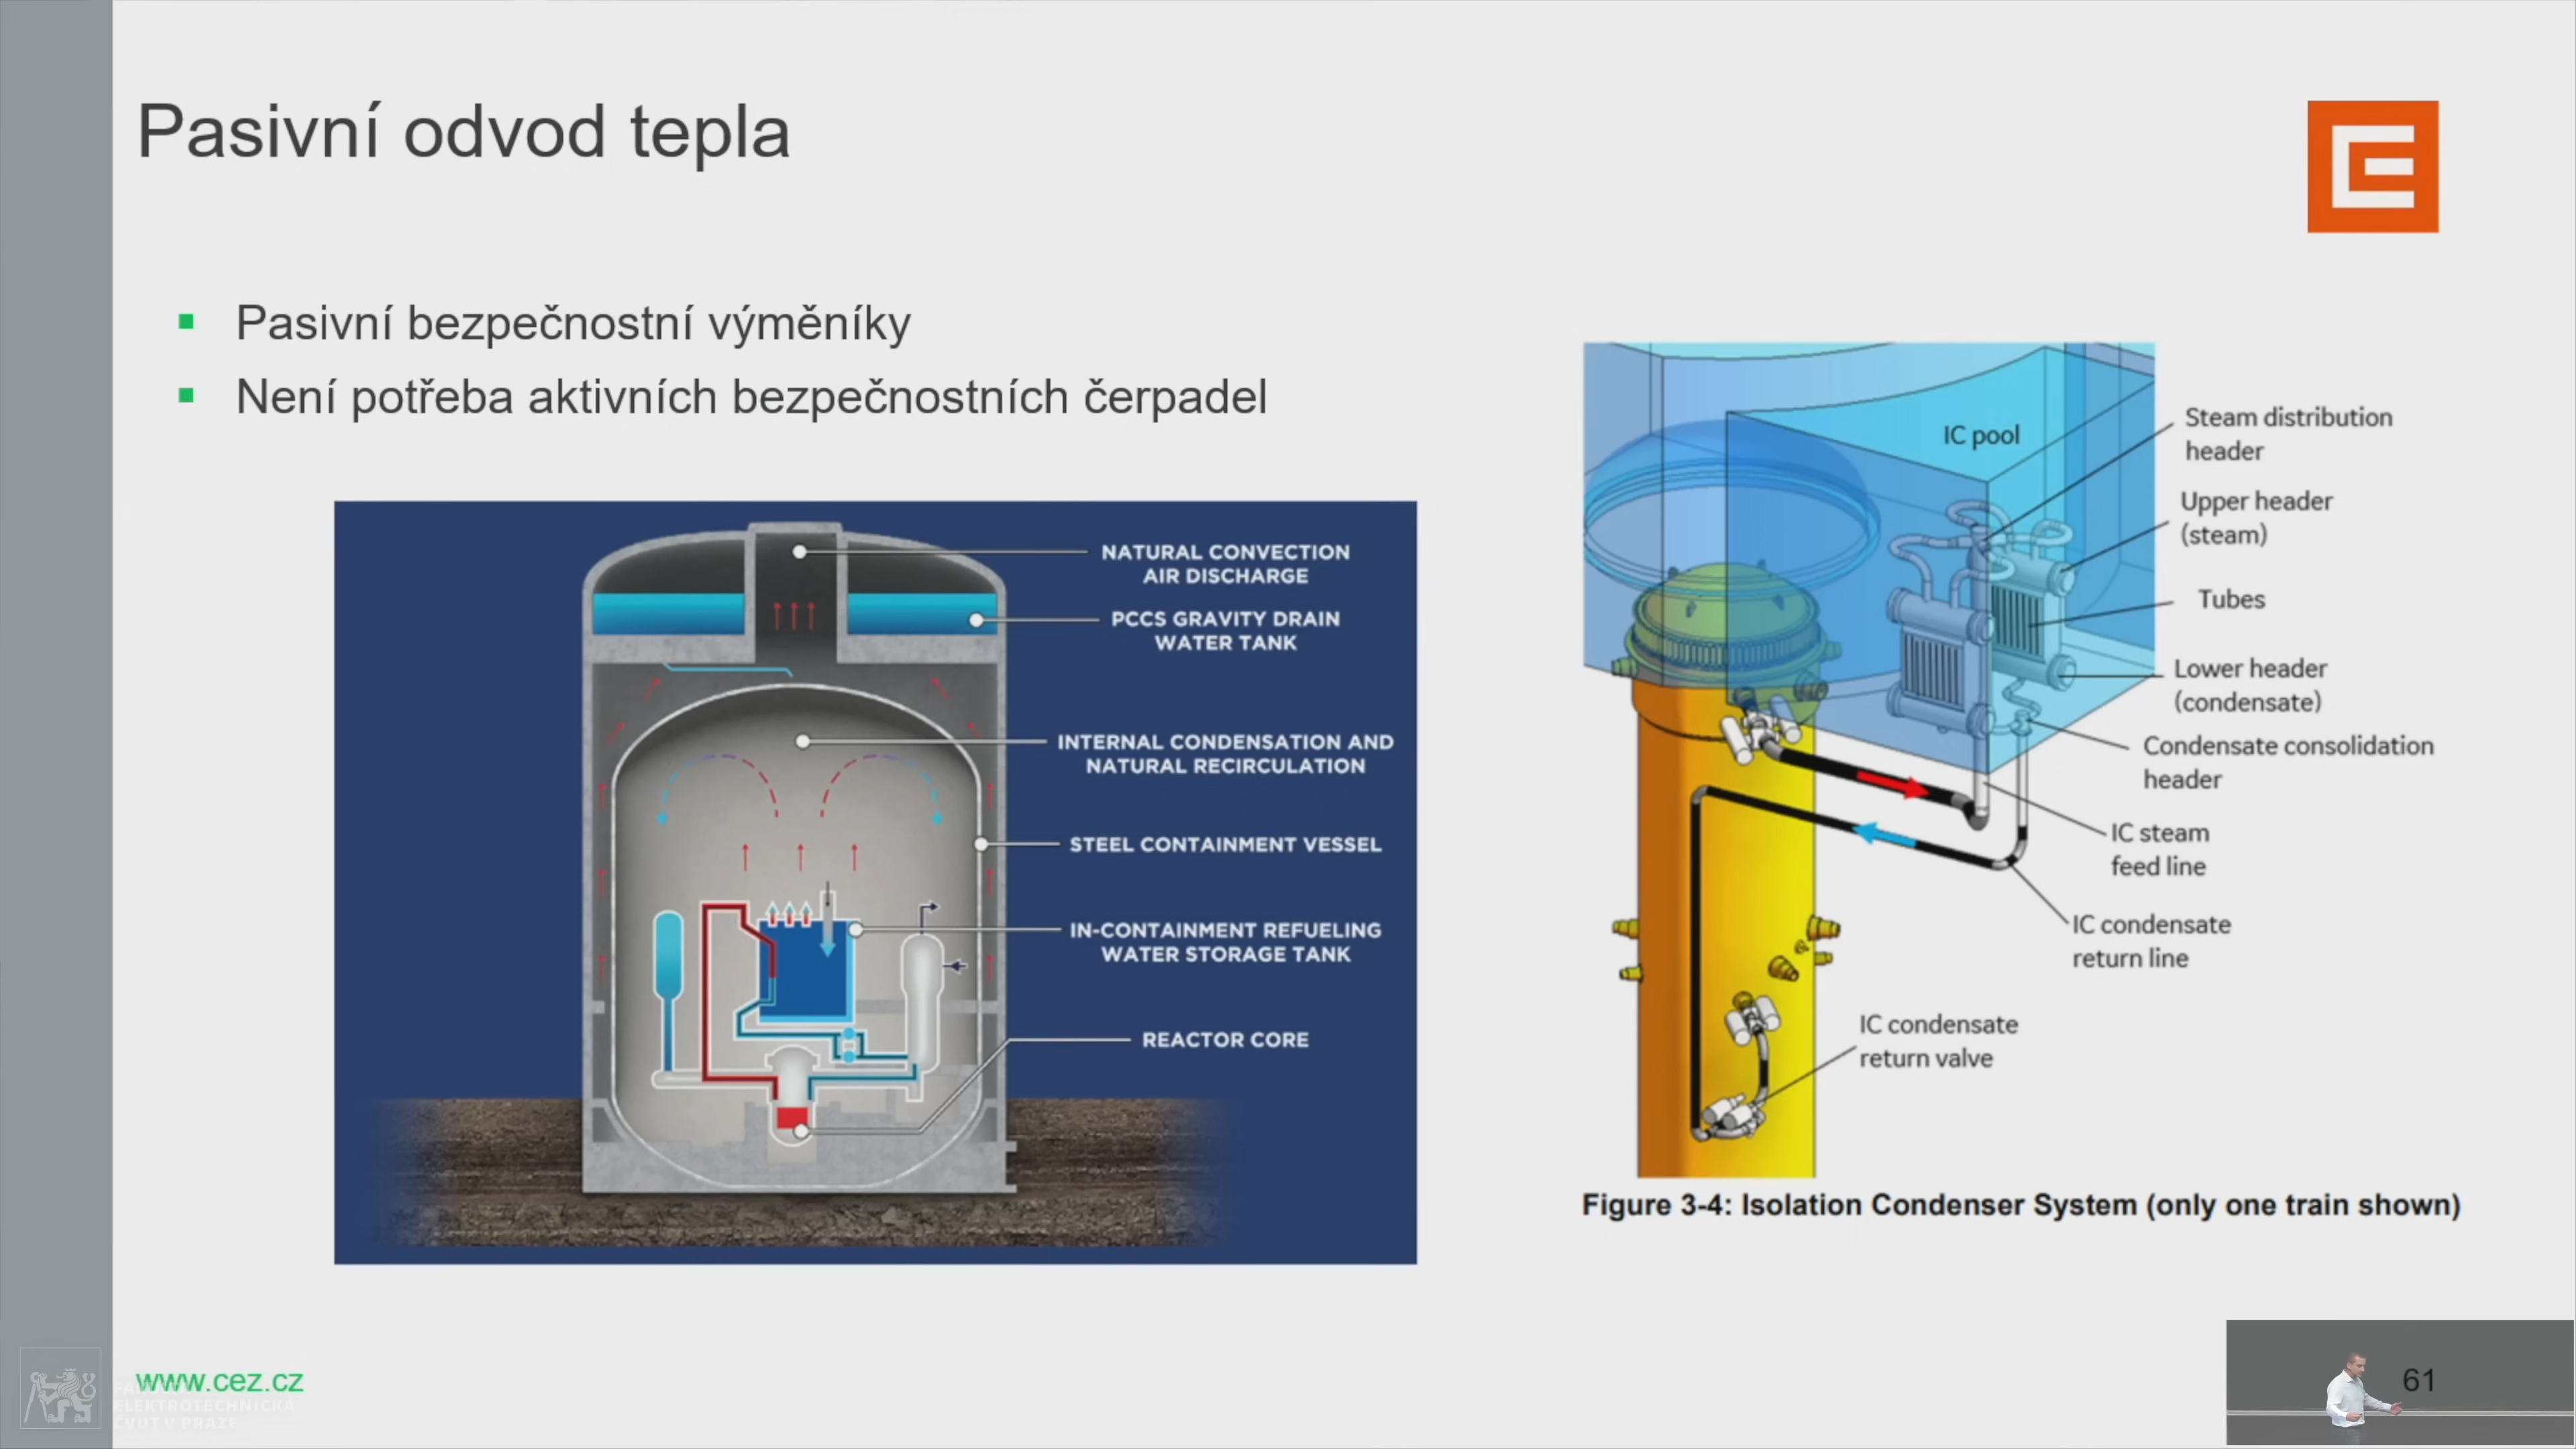 Pasivní odvod tepla
Pasivní bezpečnostní výměníky
Není potřeba aktivních bezpečnostních čerpadel
NATURAL CONVECTION
AIR DISCHARGE
PCCS GRAVITY DRAIN
WATER TANK
INTERNAL CONDENSATION AND
NATURAL RECIRCULATION
STEEL CONTAINMENT VESSEL
IN-CONTAINMENT REFUELING
WATER STORAGE TANK
REACTOR CORE
IC pool
Steam distribution
header
Upper header
(steam)
Tubes
Lower header
(condensate)
Condensate consolidation
header
IC steam
feed line
IC condensate
return line
IC condensate
return valve
Figure 3-4: Isolation Condenser System (only one train shown)
www.cez.cz
ELEKTROTECHNICKÁ
ČVUT V PRAZE
61